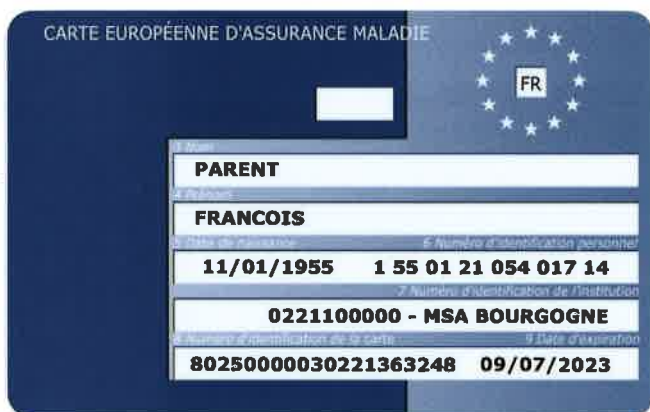 CARTE EUROPÉENNE D'ASSURANCE MALADIE
FR
3 Nom
PARENT
4 Prénoms
FRANCOIS
5 Date de naissance 6 Numéro d'identification personnel
11/01/1955 1 55 01 21 054 017 14
7 Numéro d'identification de l'institution
0221100000 - MSA BOURGOGNE
8 Numéro d'identification de la carte 9 Date d'expiration
80250000030221363248 09/07/2023